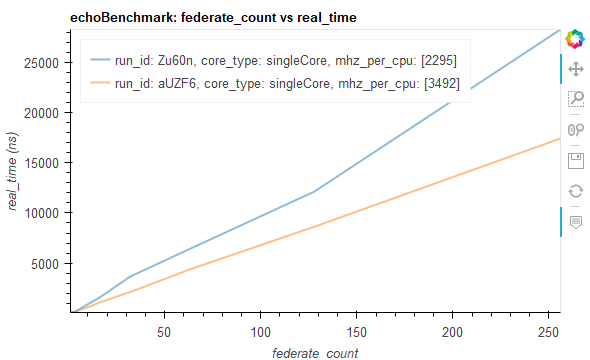 echoBenchmark: federate_count vs real_time
run_id: Zu60n, core_type: singleCore, mhz_per_cpu: [2295]
run_id: aUZF6, core_type: singleCore, mhz_per_cpu: [3492]
real_time (ns)
25000
20000
15000
10000
5000
50
100
150
200
250
federate_count